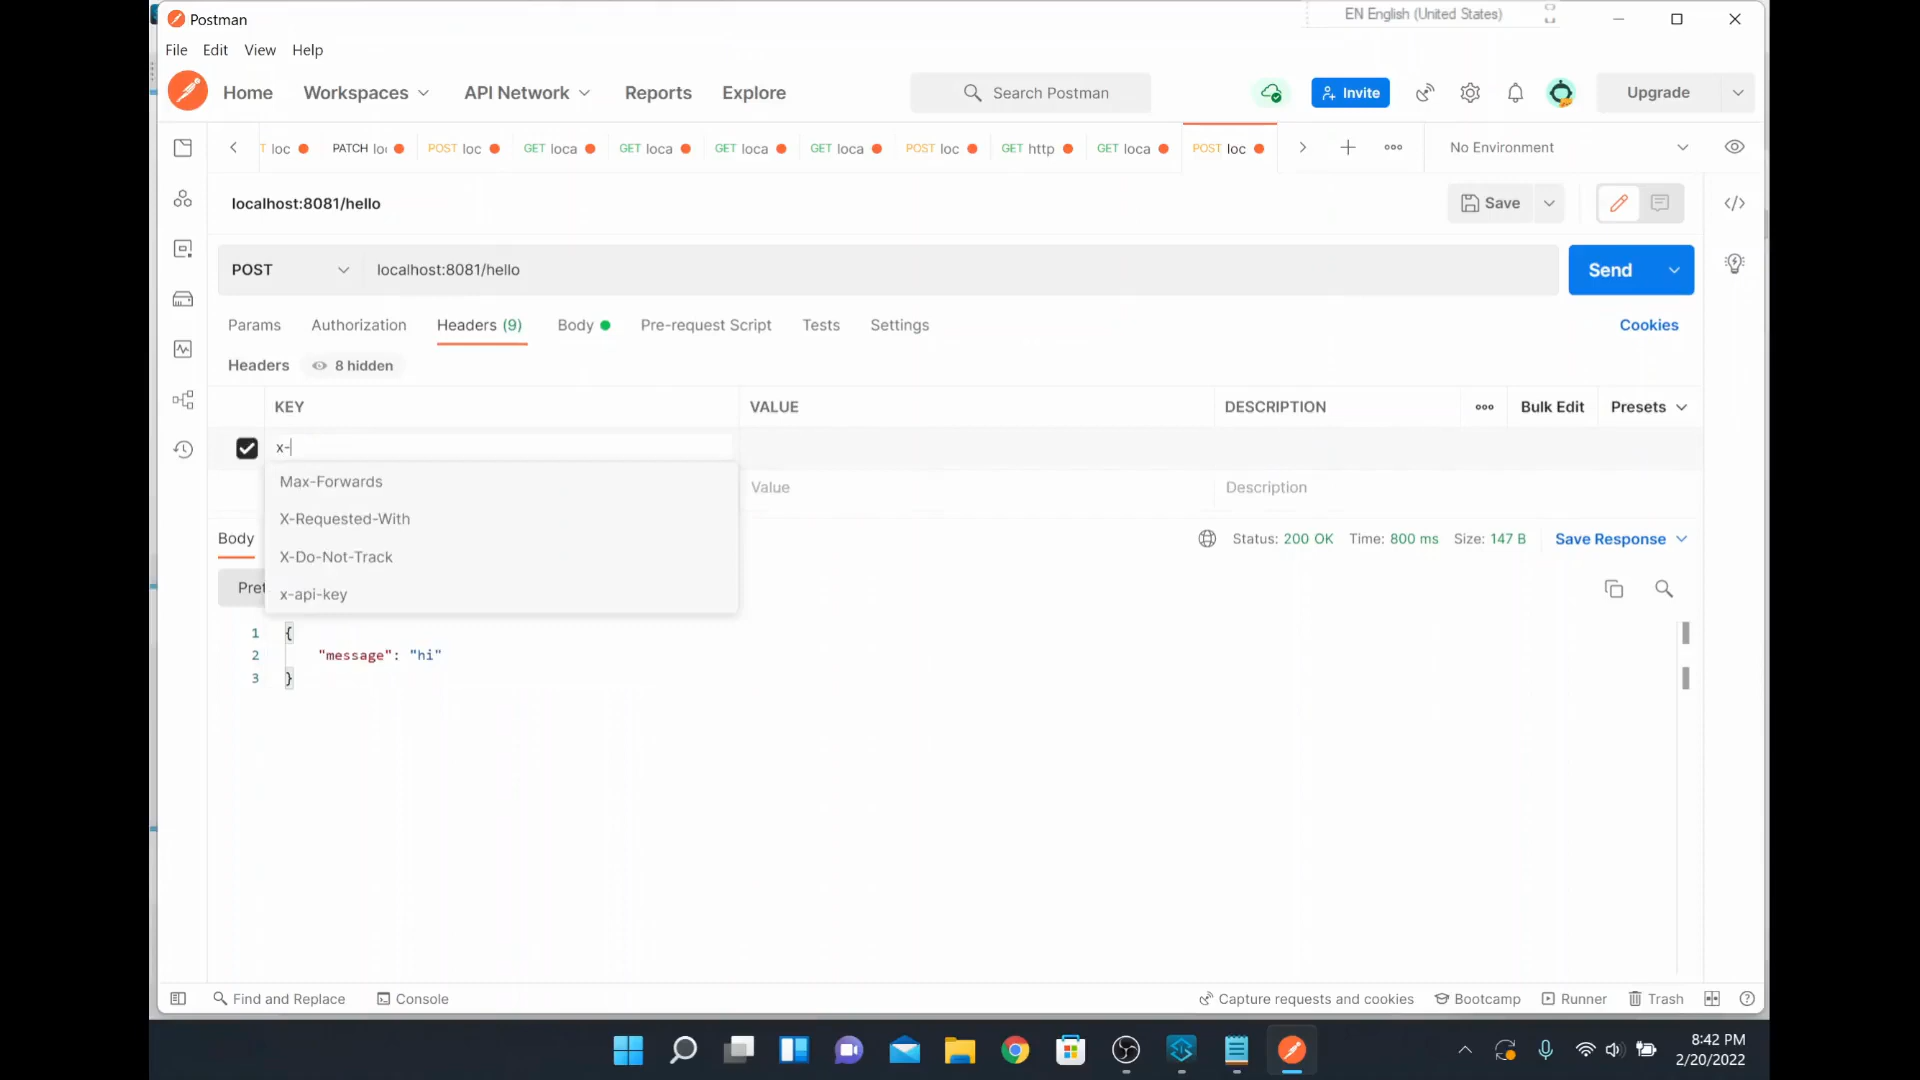 Postman
EN English (United States)
File Edit View Help
Home Workspaces API Network Reports Explore Search Postman Invite Upgrade
T loc PATCH loc POST loc GET loca GET loca GET loca GET loca POST loc GET http GET loca POST loc No Environment
localhost:8081/hello Save
POST localhost:8081/hello Send
Params Authorization Headers (9) Body Pre-request Script Tests Settings Cookies
Headers 8 hidden
KEY VALUE DESCRIPTION Bulk Edit Presets
x-
Max-Forwards
Value Description
X-Requested-With
Body Status: 200 OK Time: 800 ms Size: 147 B Save Response
X-Do-Not-Track
Pret
x-api-key
1 {
2 "message": "hi"
3 }
Find and Replace Console Capture requests and cookies Bootcamp Runner Trash
8:42 PM
2/20/2022